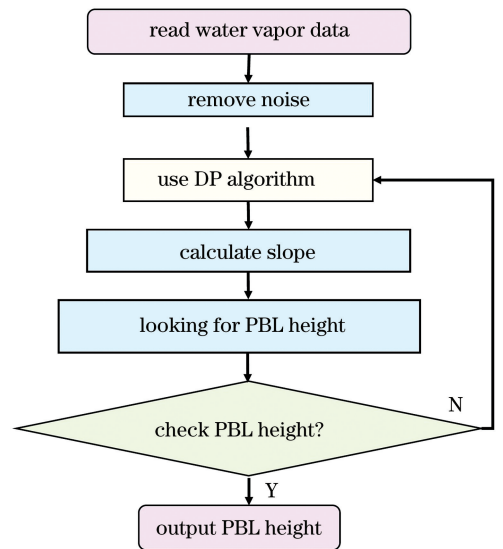 read water vapor data
remove noise
use DP algorithm
calculate slope
looking for PBL height
check PBL height?
N
Y
output PBL height